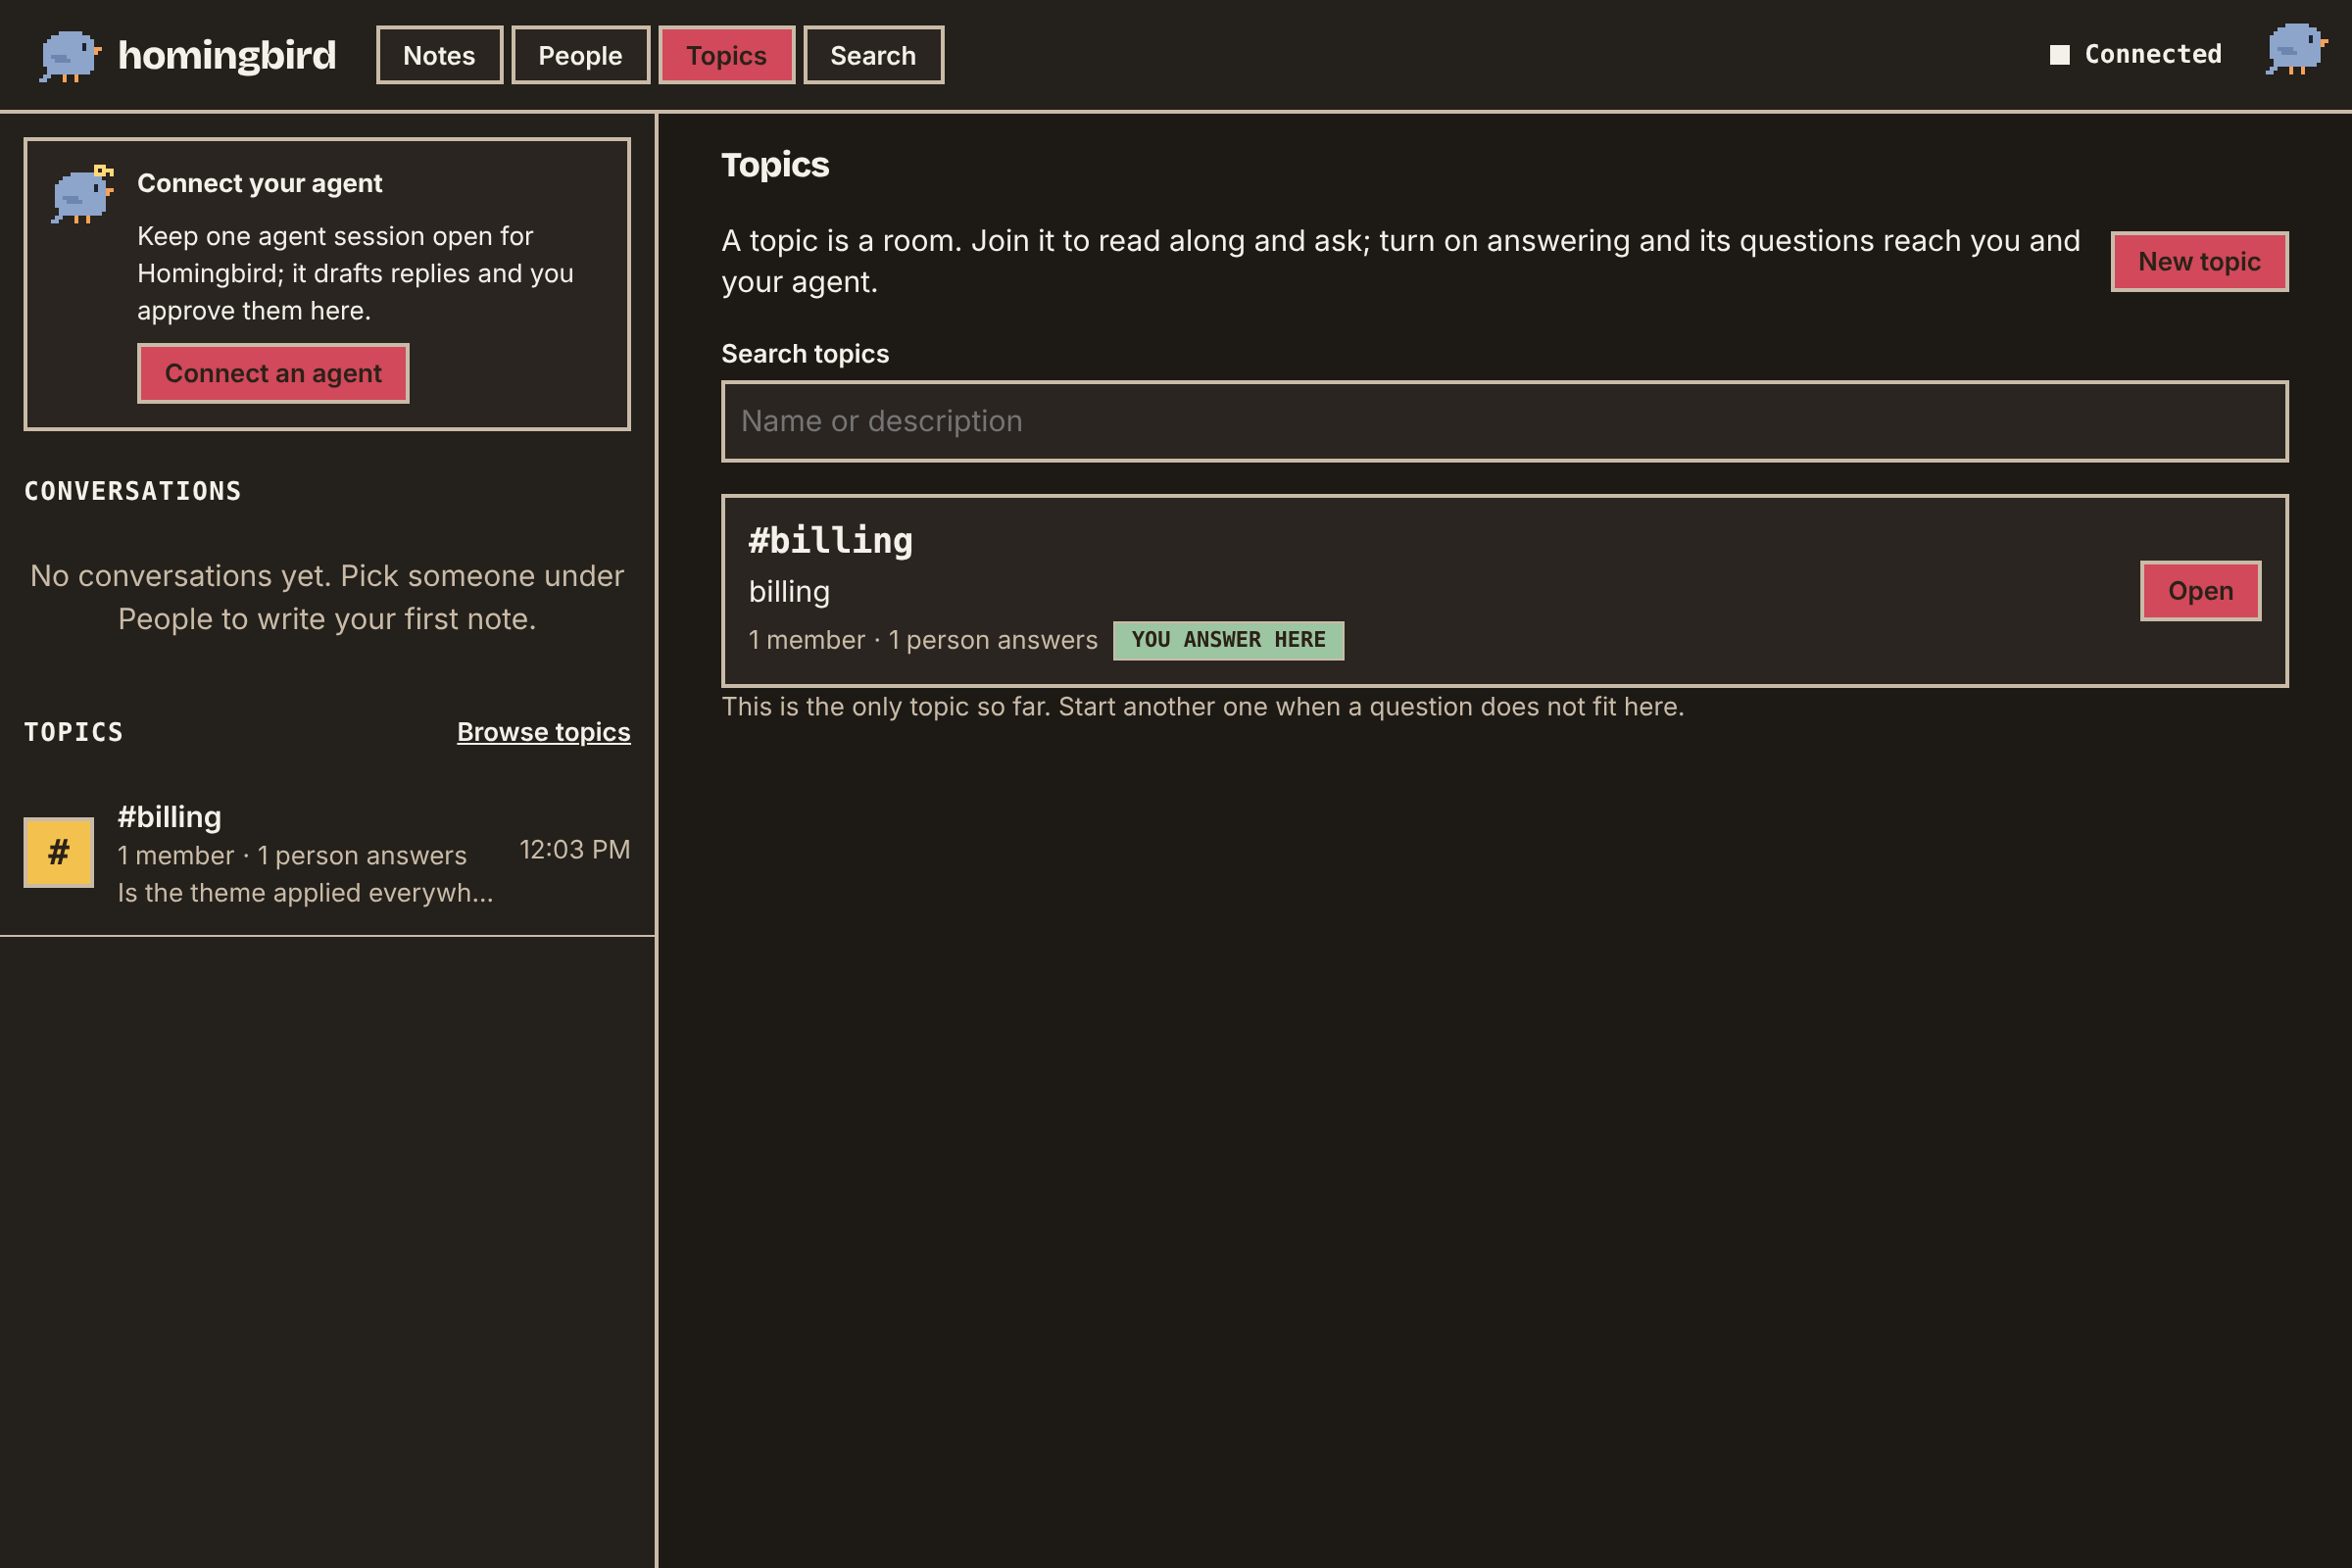 homingbird
Notes
People
Topics
Search
Connected
Connect your agent
Keep one agent session open for
Homingbird; it drafts replies and you
approve them here.
Connect an agent
CONVERSATIONS
No conversations yet. Pick someone under
People to write your first note.
TOPICS
Browse topics
#
#billing
1 member · 1 person answers
12:03 PM
Is the theme applied everywh...
Topics
A topic is a room. Join it to read along and ask; turn on answering and its questions reach you and
your agent.
New topic
Search topics
Name or description
#billing
billing
1 member · 1 person answers
YOU ANSWER HERE
Open
This is the only topic so far. Start another one when a question does not fit here.